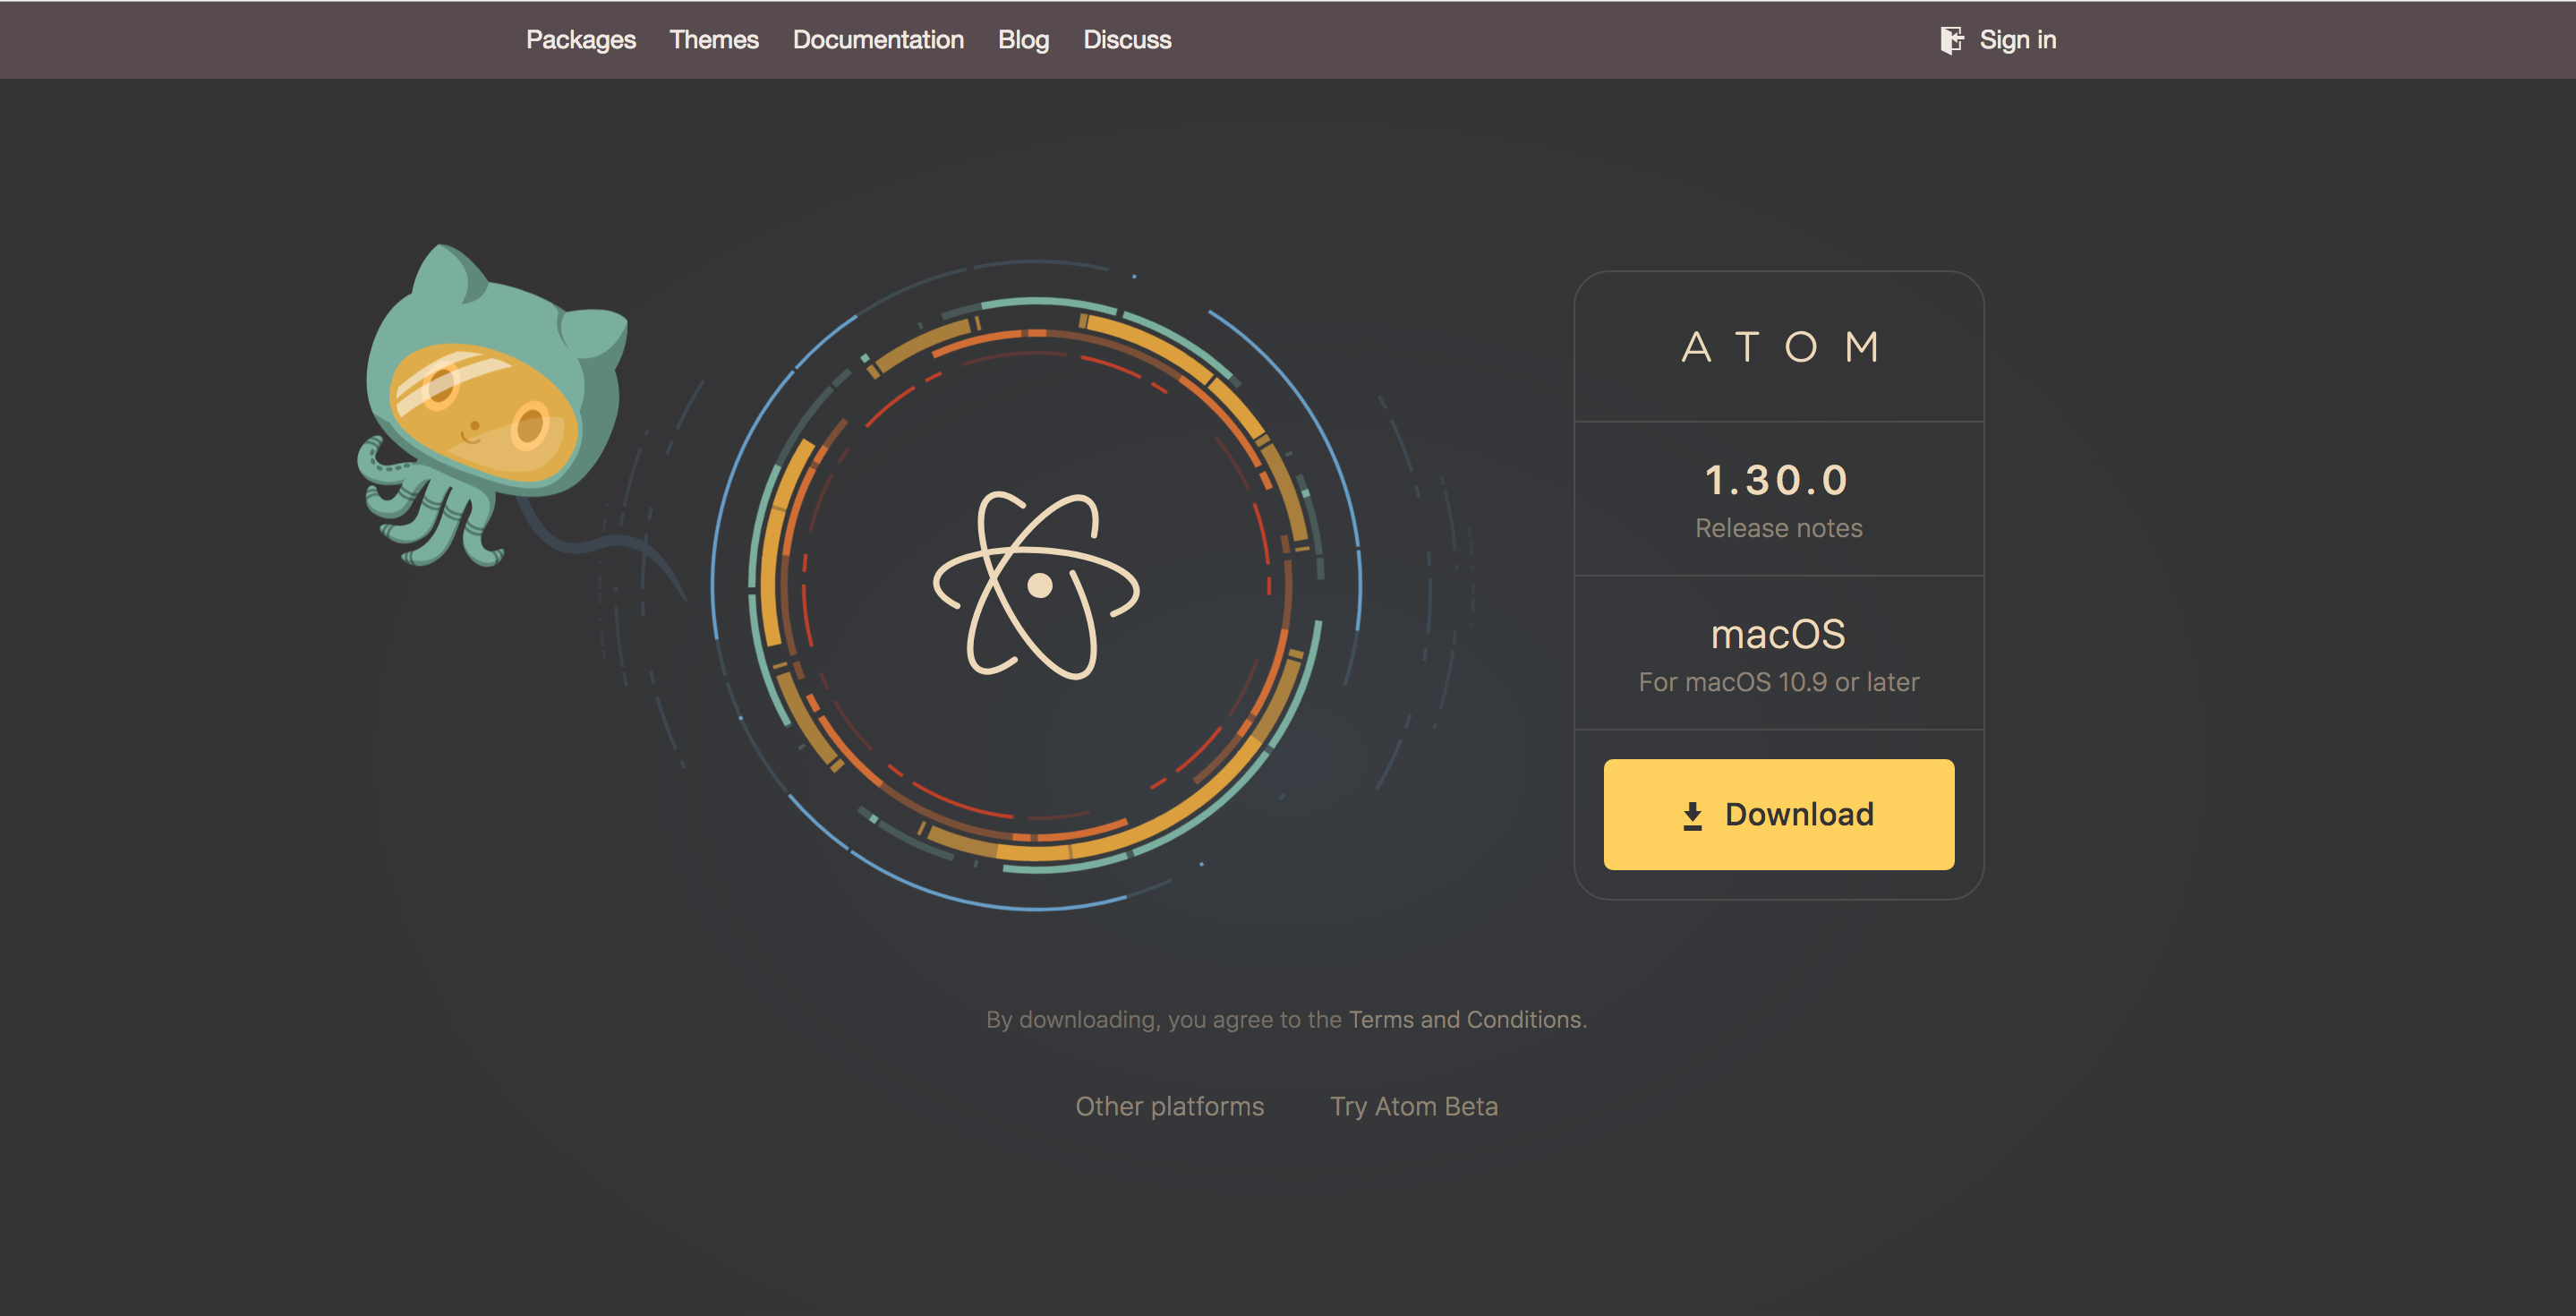 Packages Themes Documentation Blog Discuss Sign in
ATOM
1.30.0
Release notes
macOS
For macOS 10.9 or later
Download
By downloading, you agree to the Terms and Conditions.
Other platforms Try Atom Beta